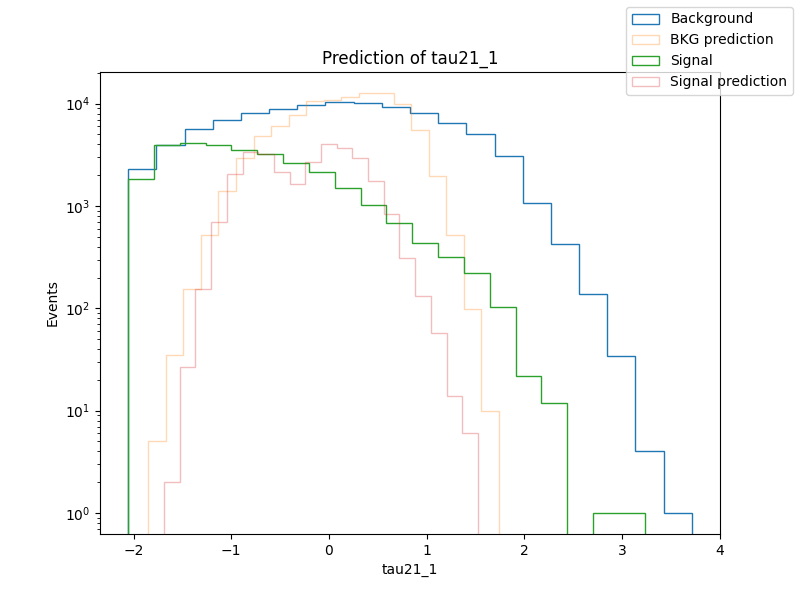 Prediction of tau21_1
Background
BKG prediction
Signal
Signal prediction
Events
10^4
10^3
10^2
10^1
10^0
−2 −1 0 1 2 3 4
tau21_1